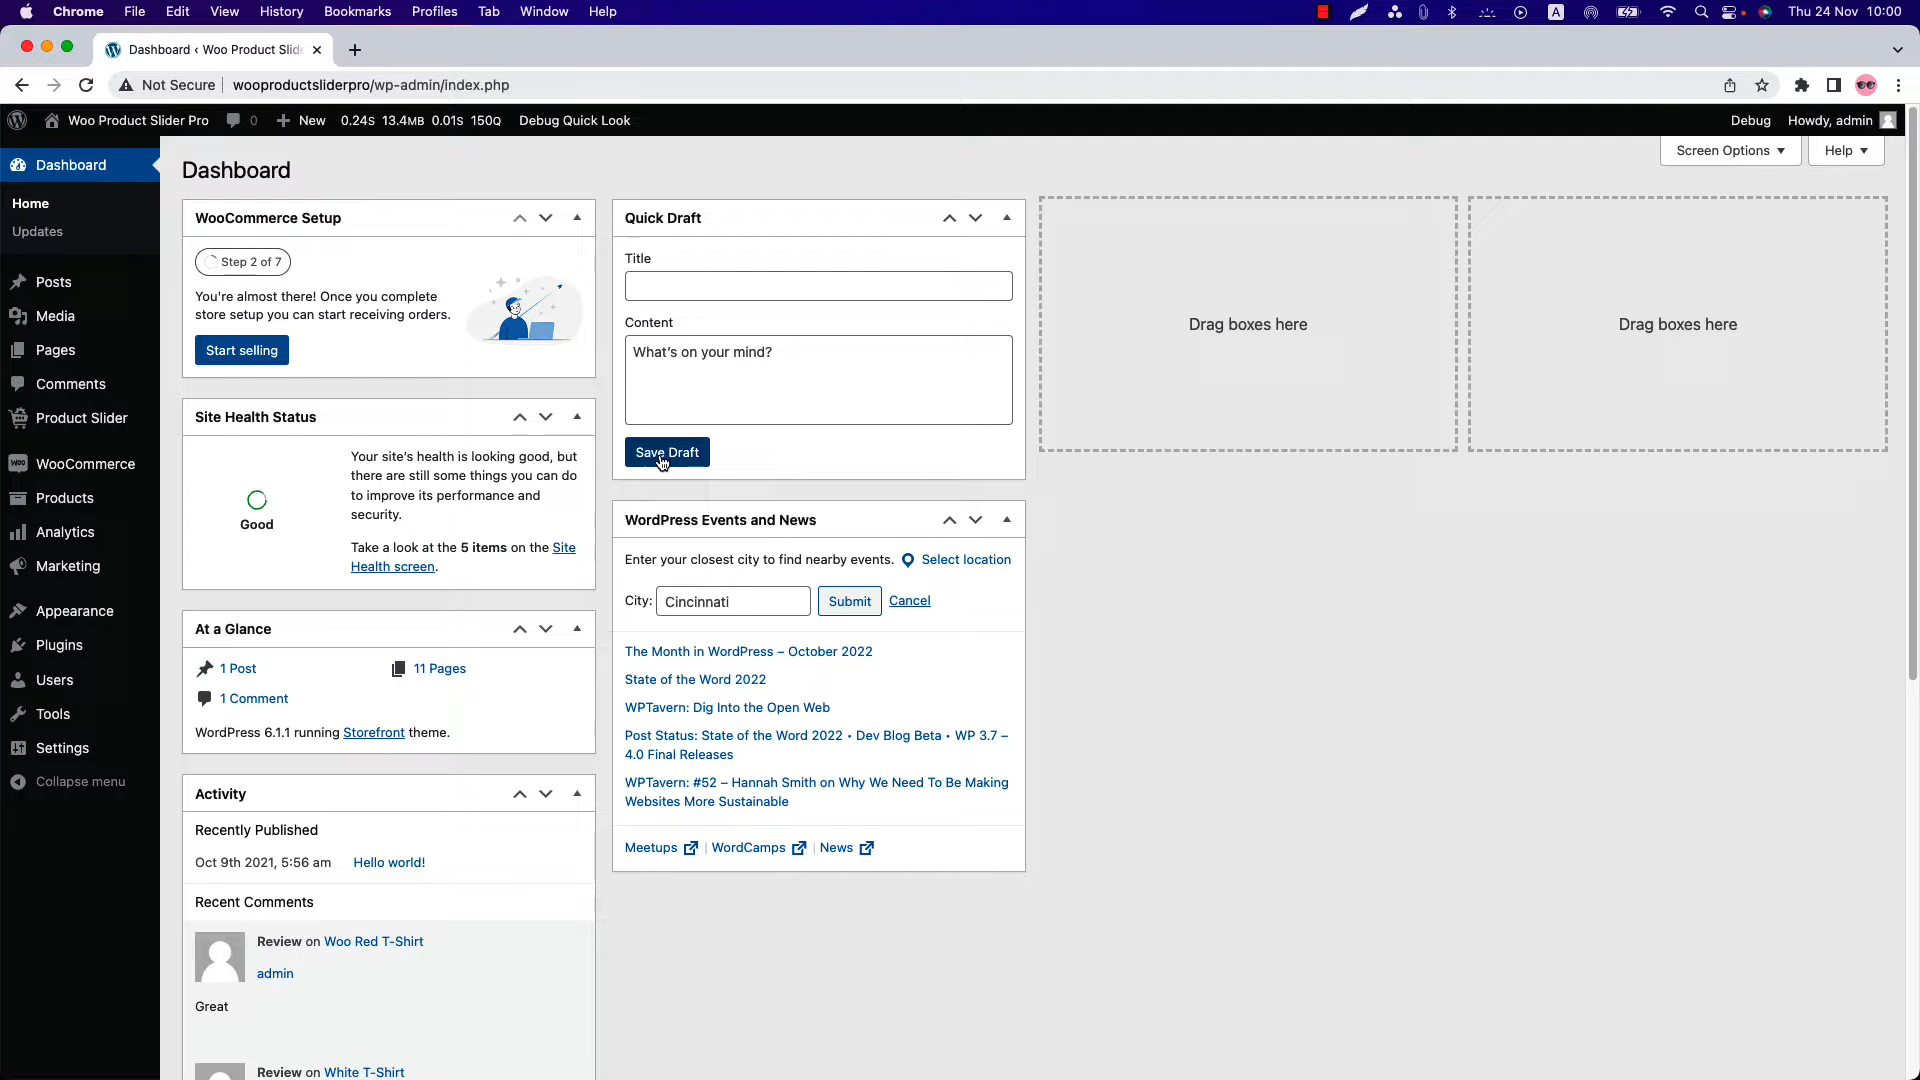 Chrome File Edit View History Bookmarks Profiles Tab Window Help
A Thu 24 Nov 10:00
Dashboard ‹ Woo Product Slide
Not Secure wooproductsliderpro/wp-admin/index.php
Woo Product Slider Pro 0 New 0.24S 13.4MB 0.01S 150Q Debug Quick Look
Debug Howdy, admin
Dashboard
Home
Updates
Posts
Media
Pages
Comments
Product Slider
Woo WooCommerce
Products
Analytics
Marketing
Appearance
Plugins
Users
Tools
Settings
Collapse menu
Dashboard
Screen Options Help
WooCommerce Setup
Step 2 of 7
You're almost there! Once you complete
store setup you can start receiving orders.
Start selling
Site Health Status
Good
Your site's health is looking good, but
there are still some things you can do
to improve its performance and
security.
Take a look at the 5 items on the Site
Health screen.
At a Glance
1 Post 11 Pages
1 Comment
WordPress 6.1.1 running Storefront theme.
Activity
Recently Published
Oct 9th 2021, 5:56 am Hello world!
Recent Comments
Review on Woo Red T-Shirt
admin
Great
Review on White T-Shirt
Quick Draft
Title
Content
What's on your mind?
Save Draft
WordPress Events and News
Enter your closest city to find nearby events. Select location
City: Cincinnati Submit Cancel
The Month in WordPress – October 2022
State of the Word 2022
WPTavern: Dig Into the Open Web
Post Status: State of the Word 2022 • Dev Blog Beta • WP 3.7 –
4.0 Final Releases
WPTavern: #52 – Hannah Smith on Why We Need To Be Making
Websites More Sustainable
Meetups | WordCamps | News
Drag boxes here
Drag boxes here